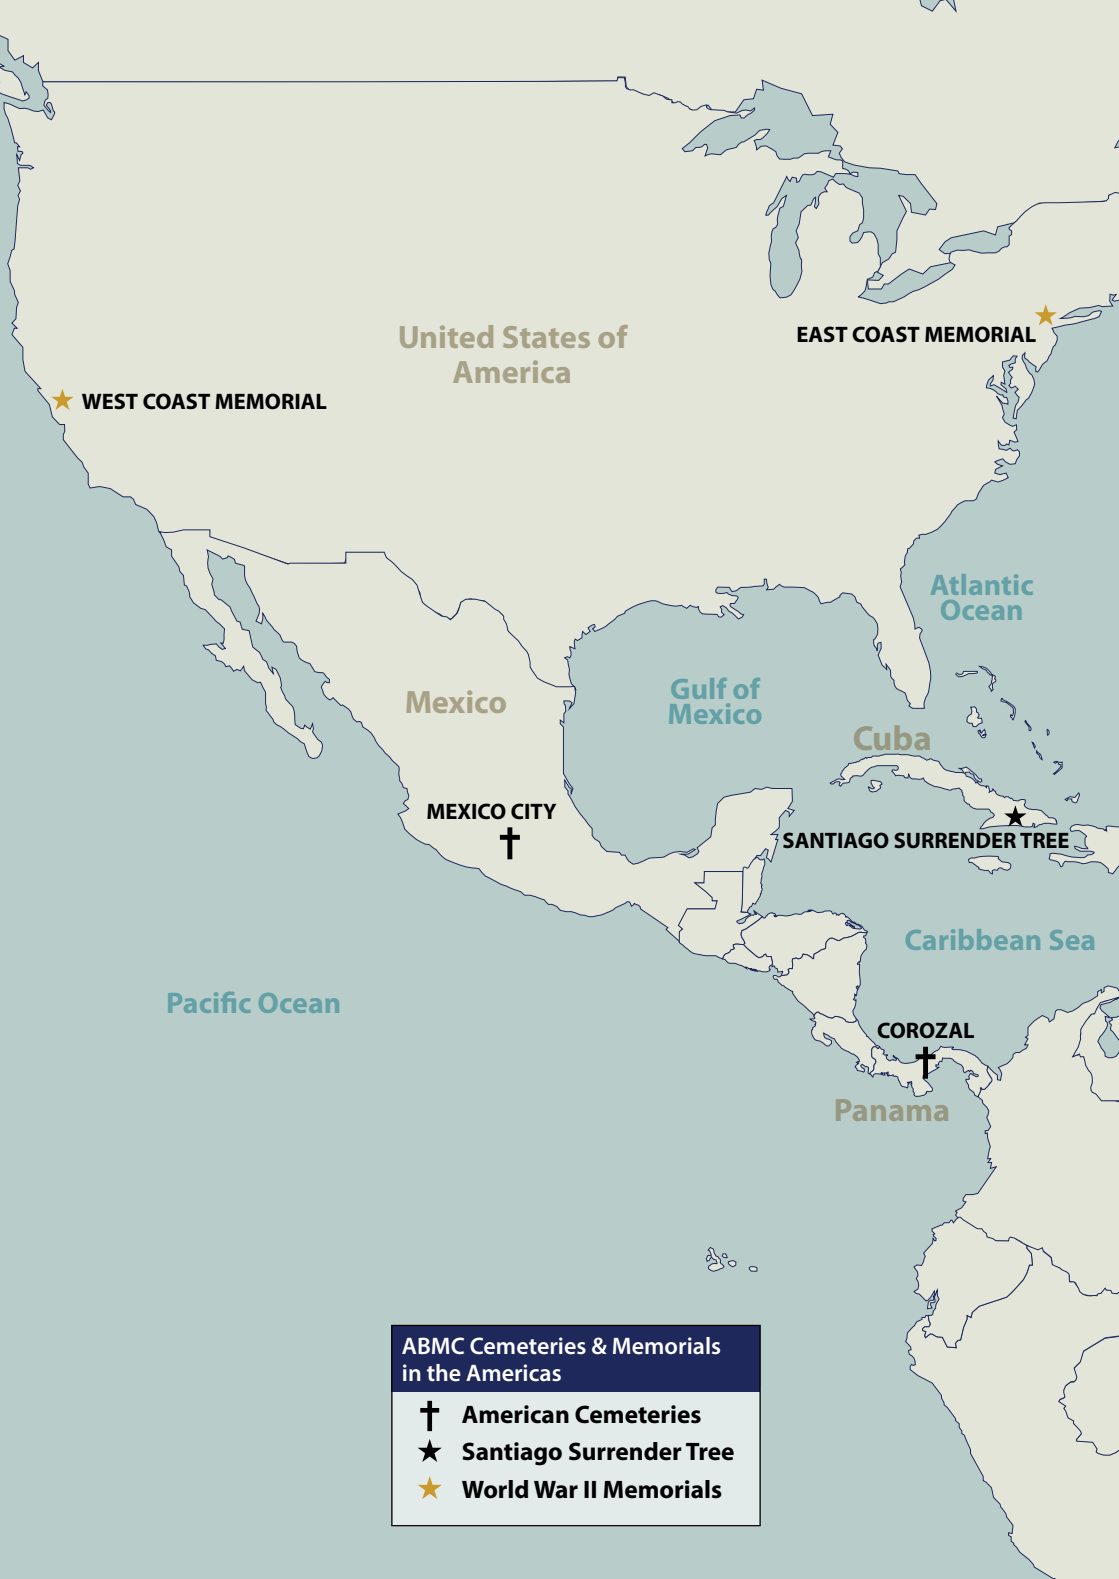 United States of
America
EAST COAST MEMORIAL
WEST COAST MEMORIAL
Atlantic
Ocean
Gulf of
Mexico
Mexico
Cuba
MEXICO CITY
SANTIAGO SURRENDER TREE
Caribbean Sea
Pacific Ocean
COROZAL
Panama
ABMC Cemeteries & Memorials
in the Americas
American Cemeteries
Santiago Surrender Tree
World War II Memorials